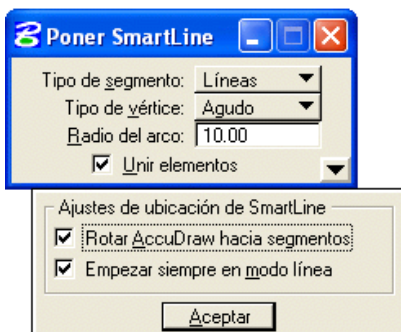 Poner SmartLine
Tipo de segmento: Líneas
Tipo de vértice: Agudo
Radio del arco: 10.00
Unir elementos
Ajustes de ubicación de SmartLine
Rotar AccuDraw hacia segmentos
Empezar siempre en modo línea
Aceptar